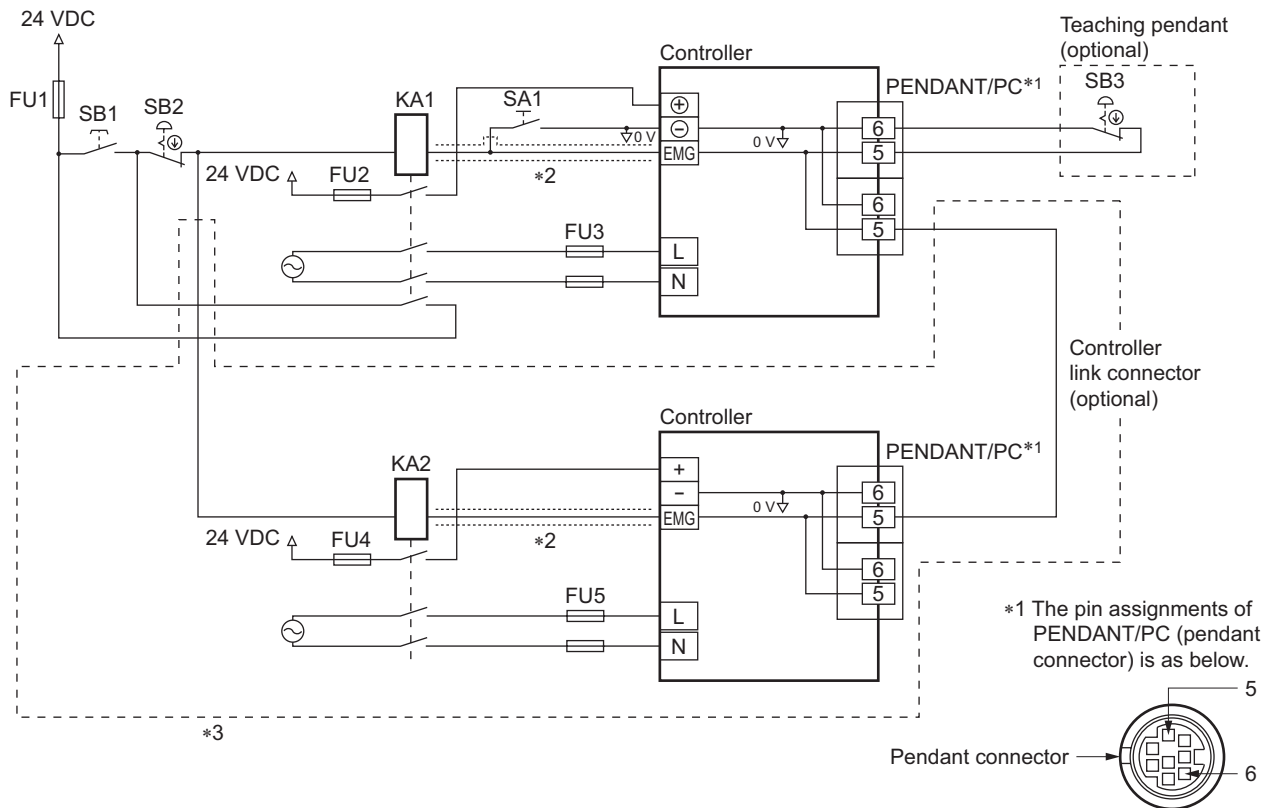 24 VDC
FU1
SB1
SB2
KA1
SA1
Controller
PENDANT/PC*1
Teaching pendant
(optional)
SB3
⊕
⊖
EMG
0 V
0 V
6
5
6
5
*2
24 VDC
FU2
FU3
L
N
Controller
link connector
(optional)
Controller
PENDANT/PC*1
KA2
+
−
EMG
0 V
6
5
6
5
*2
24 VDC
FU4
FU5
L
N
*3
*1 The pin assignments of
PENDANT/PC (pendant
connector) is as below.
5
Pendant connector
6